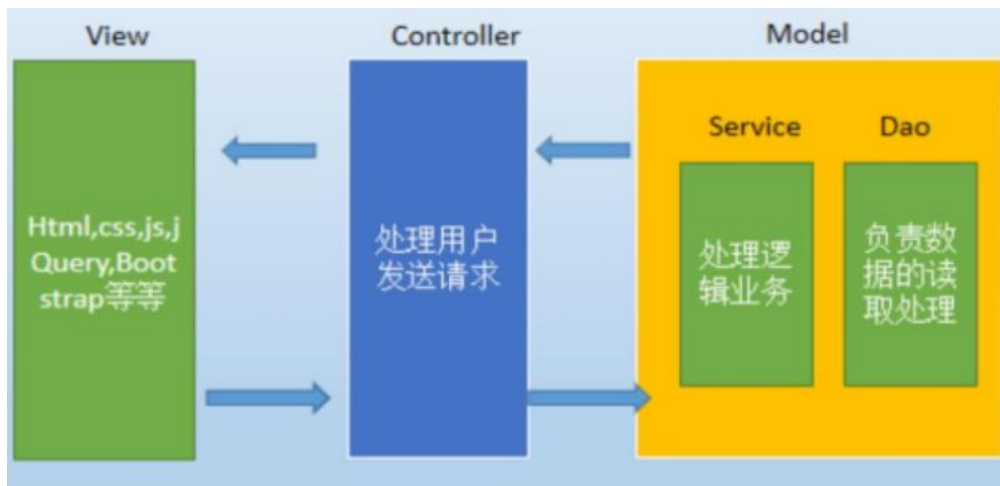 View
Controller
Model
Html,css,js,j
Query,Boot
strap等等
处理用户
发送请求
Service
Dao
处理逻
辑业务
负责数
据的读
取处理